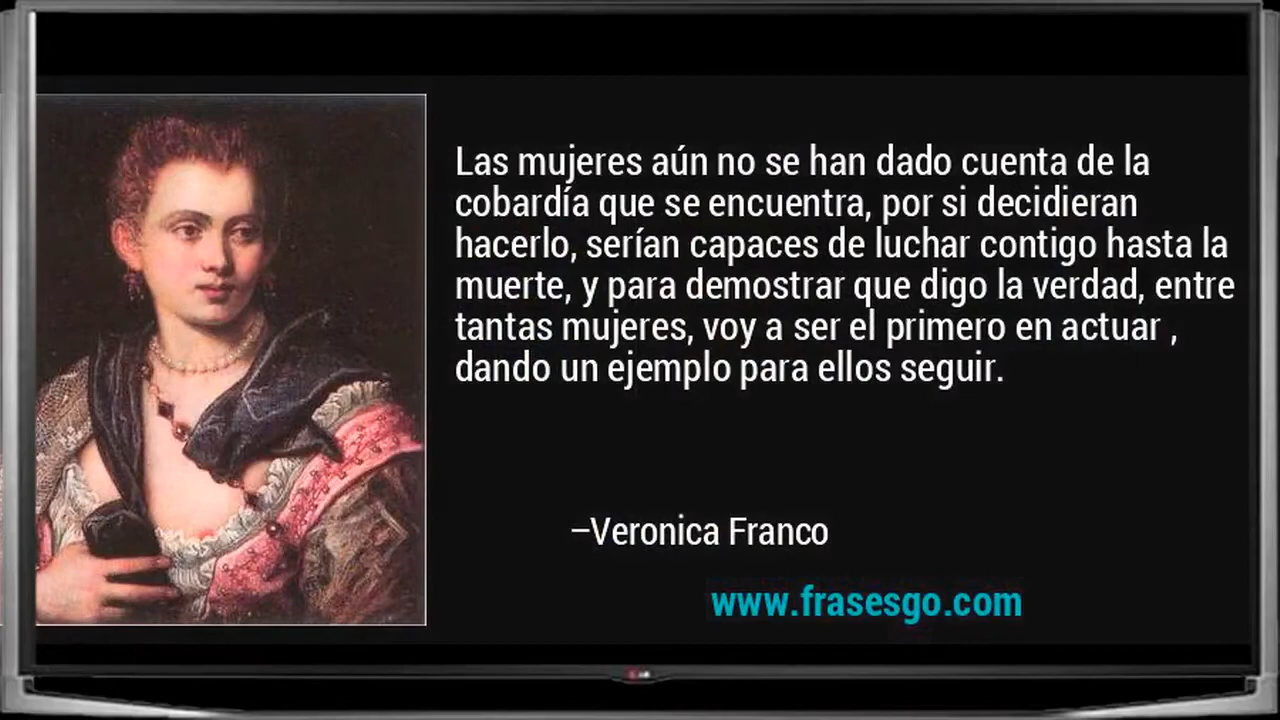 Las mujeres aún no se han dado cuenta de la
cobardía que se encuentra, por si decidieran
hacerlo, serían capaces de luchar contigo hasta la
muerte, y para demostrar que digo la verdad, entre
tantas mujeres, voy a ser el primero en actuar ,
dando un ejemplo para ellos seguir.
–Veronica Franco
www.frasesgo.com